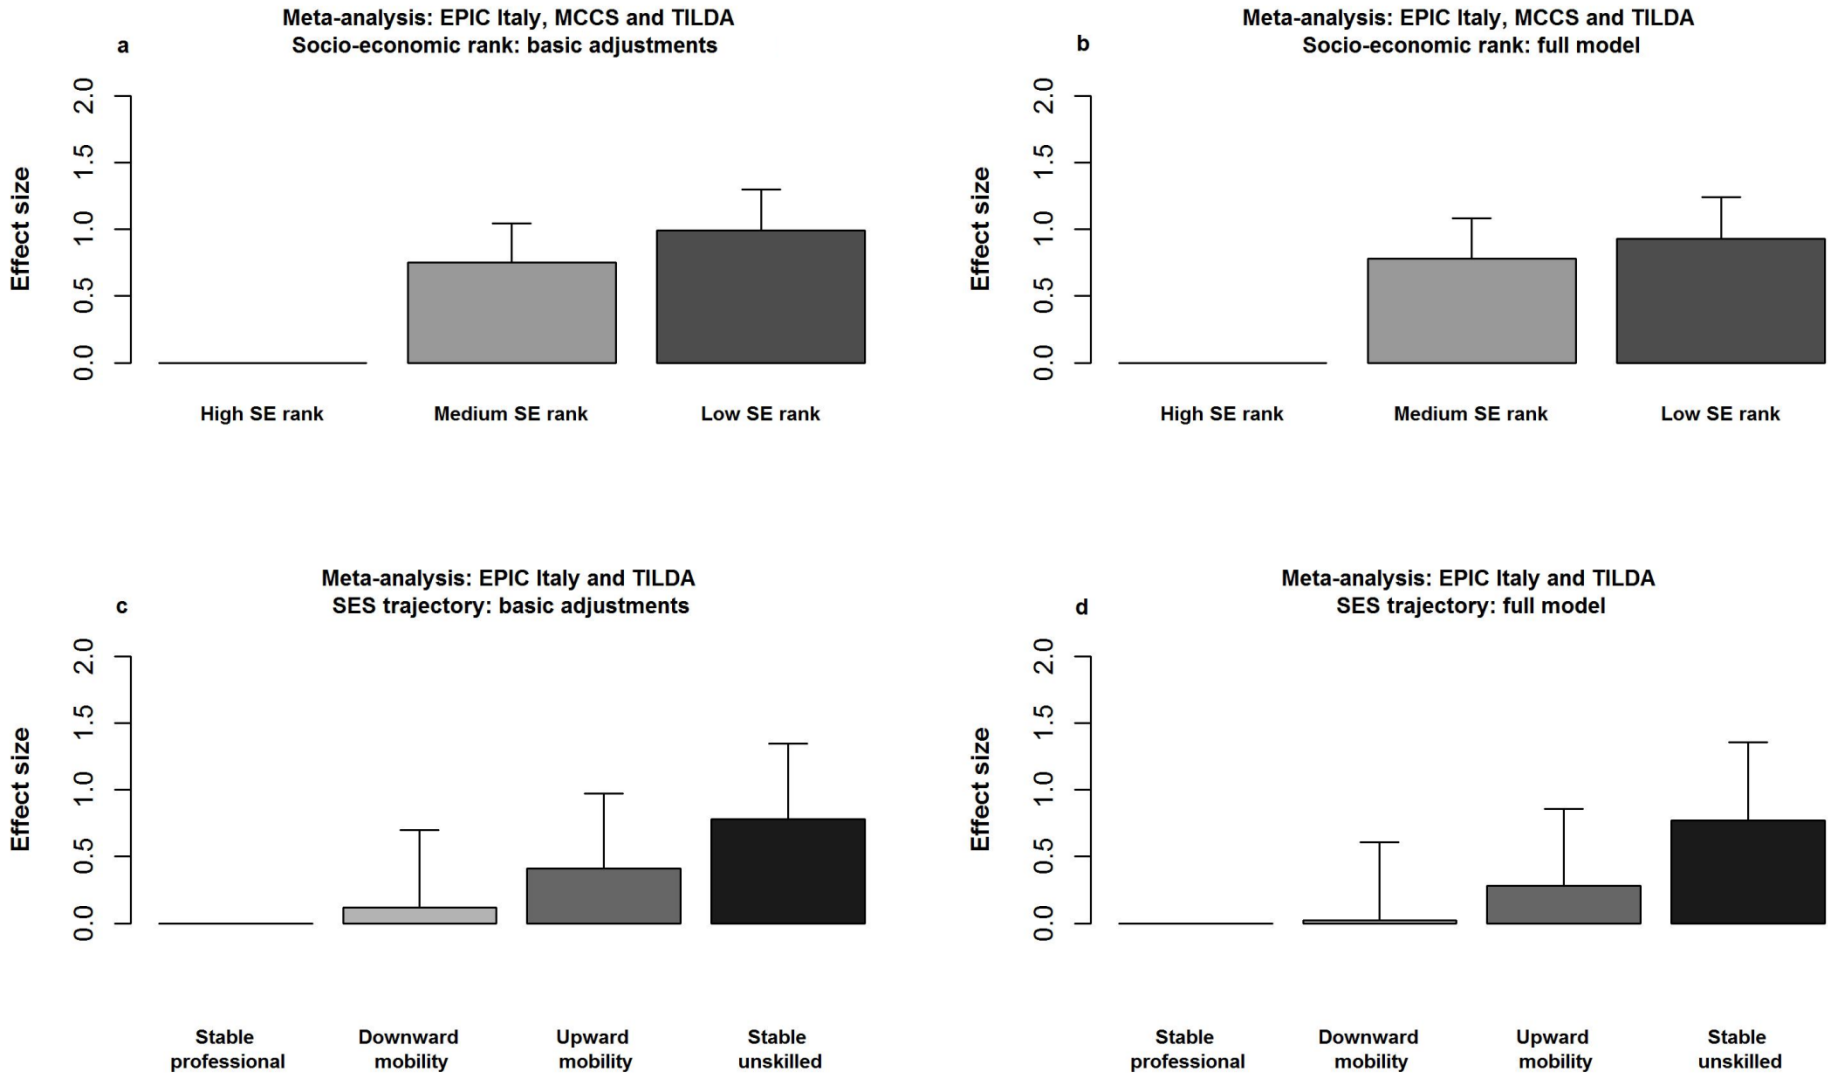 Meta-analysis: EPIC Italy, MCCS and TILDA
a Socio-economic rank: basic adjustments
Effect size
2.0
1.5
1.0
0.5
0.0
High SE rank Medium SE rank Low SE rank
Meta-analysis: EPIC Italy, MCCS and TILDA
b Socio-economic rank: full model
Effect size
2.0
1.5
1.0
0.5
0.0
High SE rank Medium SE rank Low SE rank
Meta-analysis: EPIC Italy and TILDA
c SES trajectory: basic adjustments
Effect size
2.0
1.5
1.0
0.5
0.0
Stable Downward Upward Stable
professional mobility mobility unskilled
Meta-analysis: EPIC Italy and TILDA
d SES trajectory: full model
Effect size
2.0
1.5
1.0
0.5
0.0
Stable Downward Upward Stable
professional mobility mobility unskilled